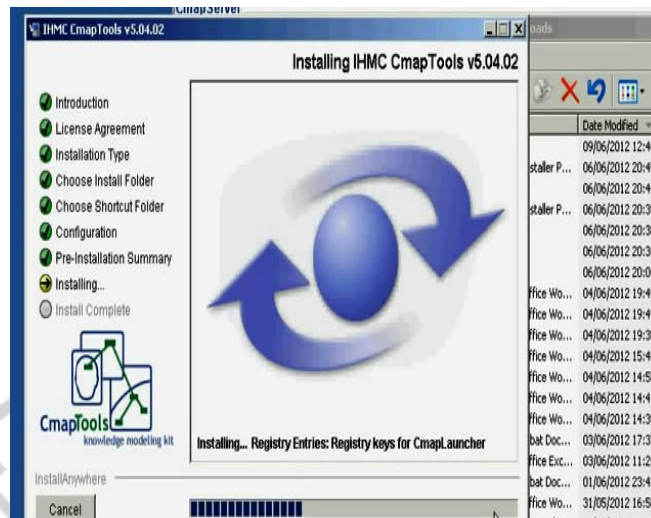 CmapServer
IHMC CmapTools v5.04.02
oads
Installing IHMC CmapTools v5.04.02
Introduction
License Agreement
Installation Type
Choose Install Folder
Choose Shortcut Folder
Configuration
Pre-Installation Summary
Installing...
Install Complete
CmapTools
knowledge modeling kit
Installing... Registry Entries: Registry keys for CmapLauncher
InstallAnywhere
Cancel
Date Modified
09/06/2012 12:4
staller P... 06/06/2012 20:4
06/06/2012 20:4
staller P... 06/06/2012 20:3
06/06/2012 20:3
06/06/2012 20:3
06/06/2012 20:0
ffice Wo... 04/06/2012 19:4
ffice Wo... 04/06/2012 19:4
ffice Wo... 04/06/2012 19:3
ffice Wo... 04/06/2012 15:4
ffice Wo... 04/06/2012 14:5
ffice Wo... 04/06/2012 14:4
ffice Wo... 04/06/2012 14:3
bat Doc... 03/06/2012 17:3
ffice Exc... 03/06/2012 11:2
bat Doc... 01/06/2012 23:4
ffice Wo... 31/05/2012 16:5